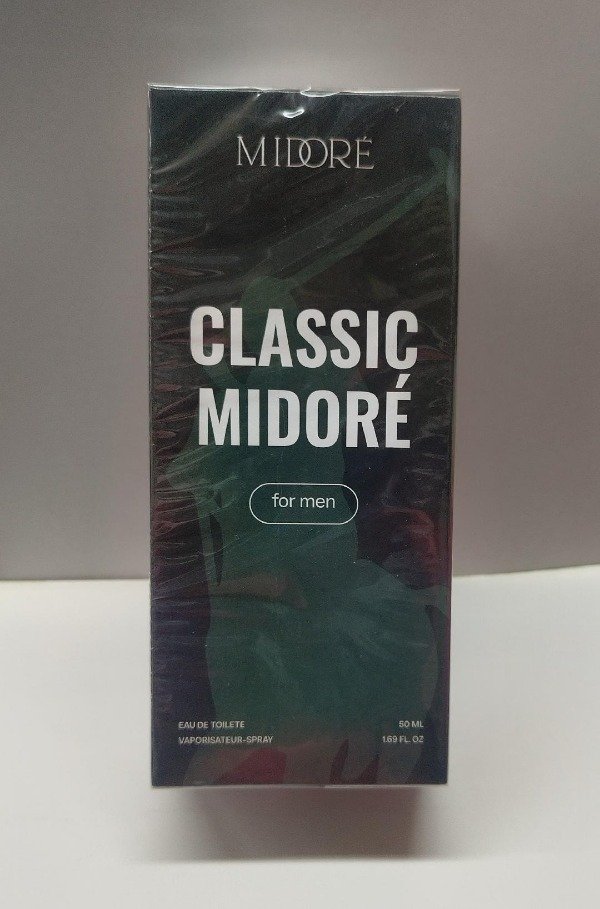 MIDORÉ
CLASSIC
MIDORÉ
for men
EAU DE TOILETE
50 ML
VAPORISATEUR-SPRAY
1.69 FL. OZ